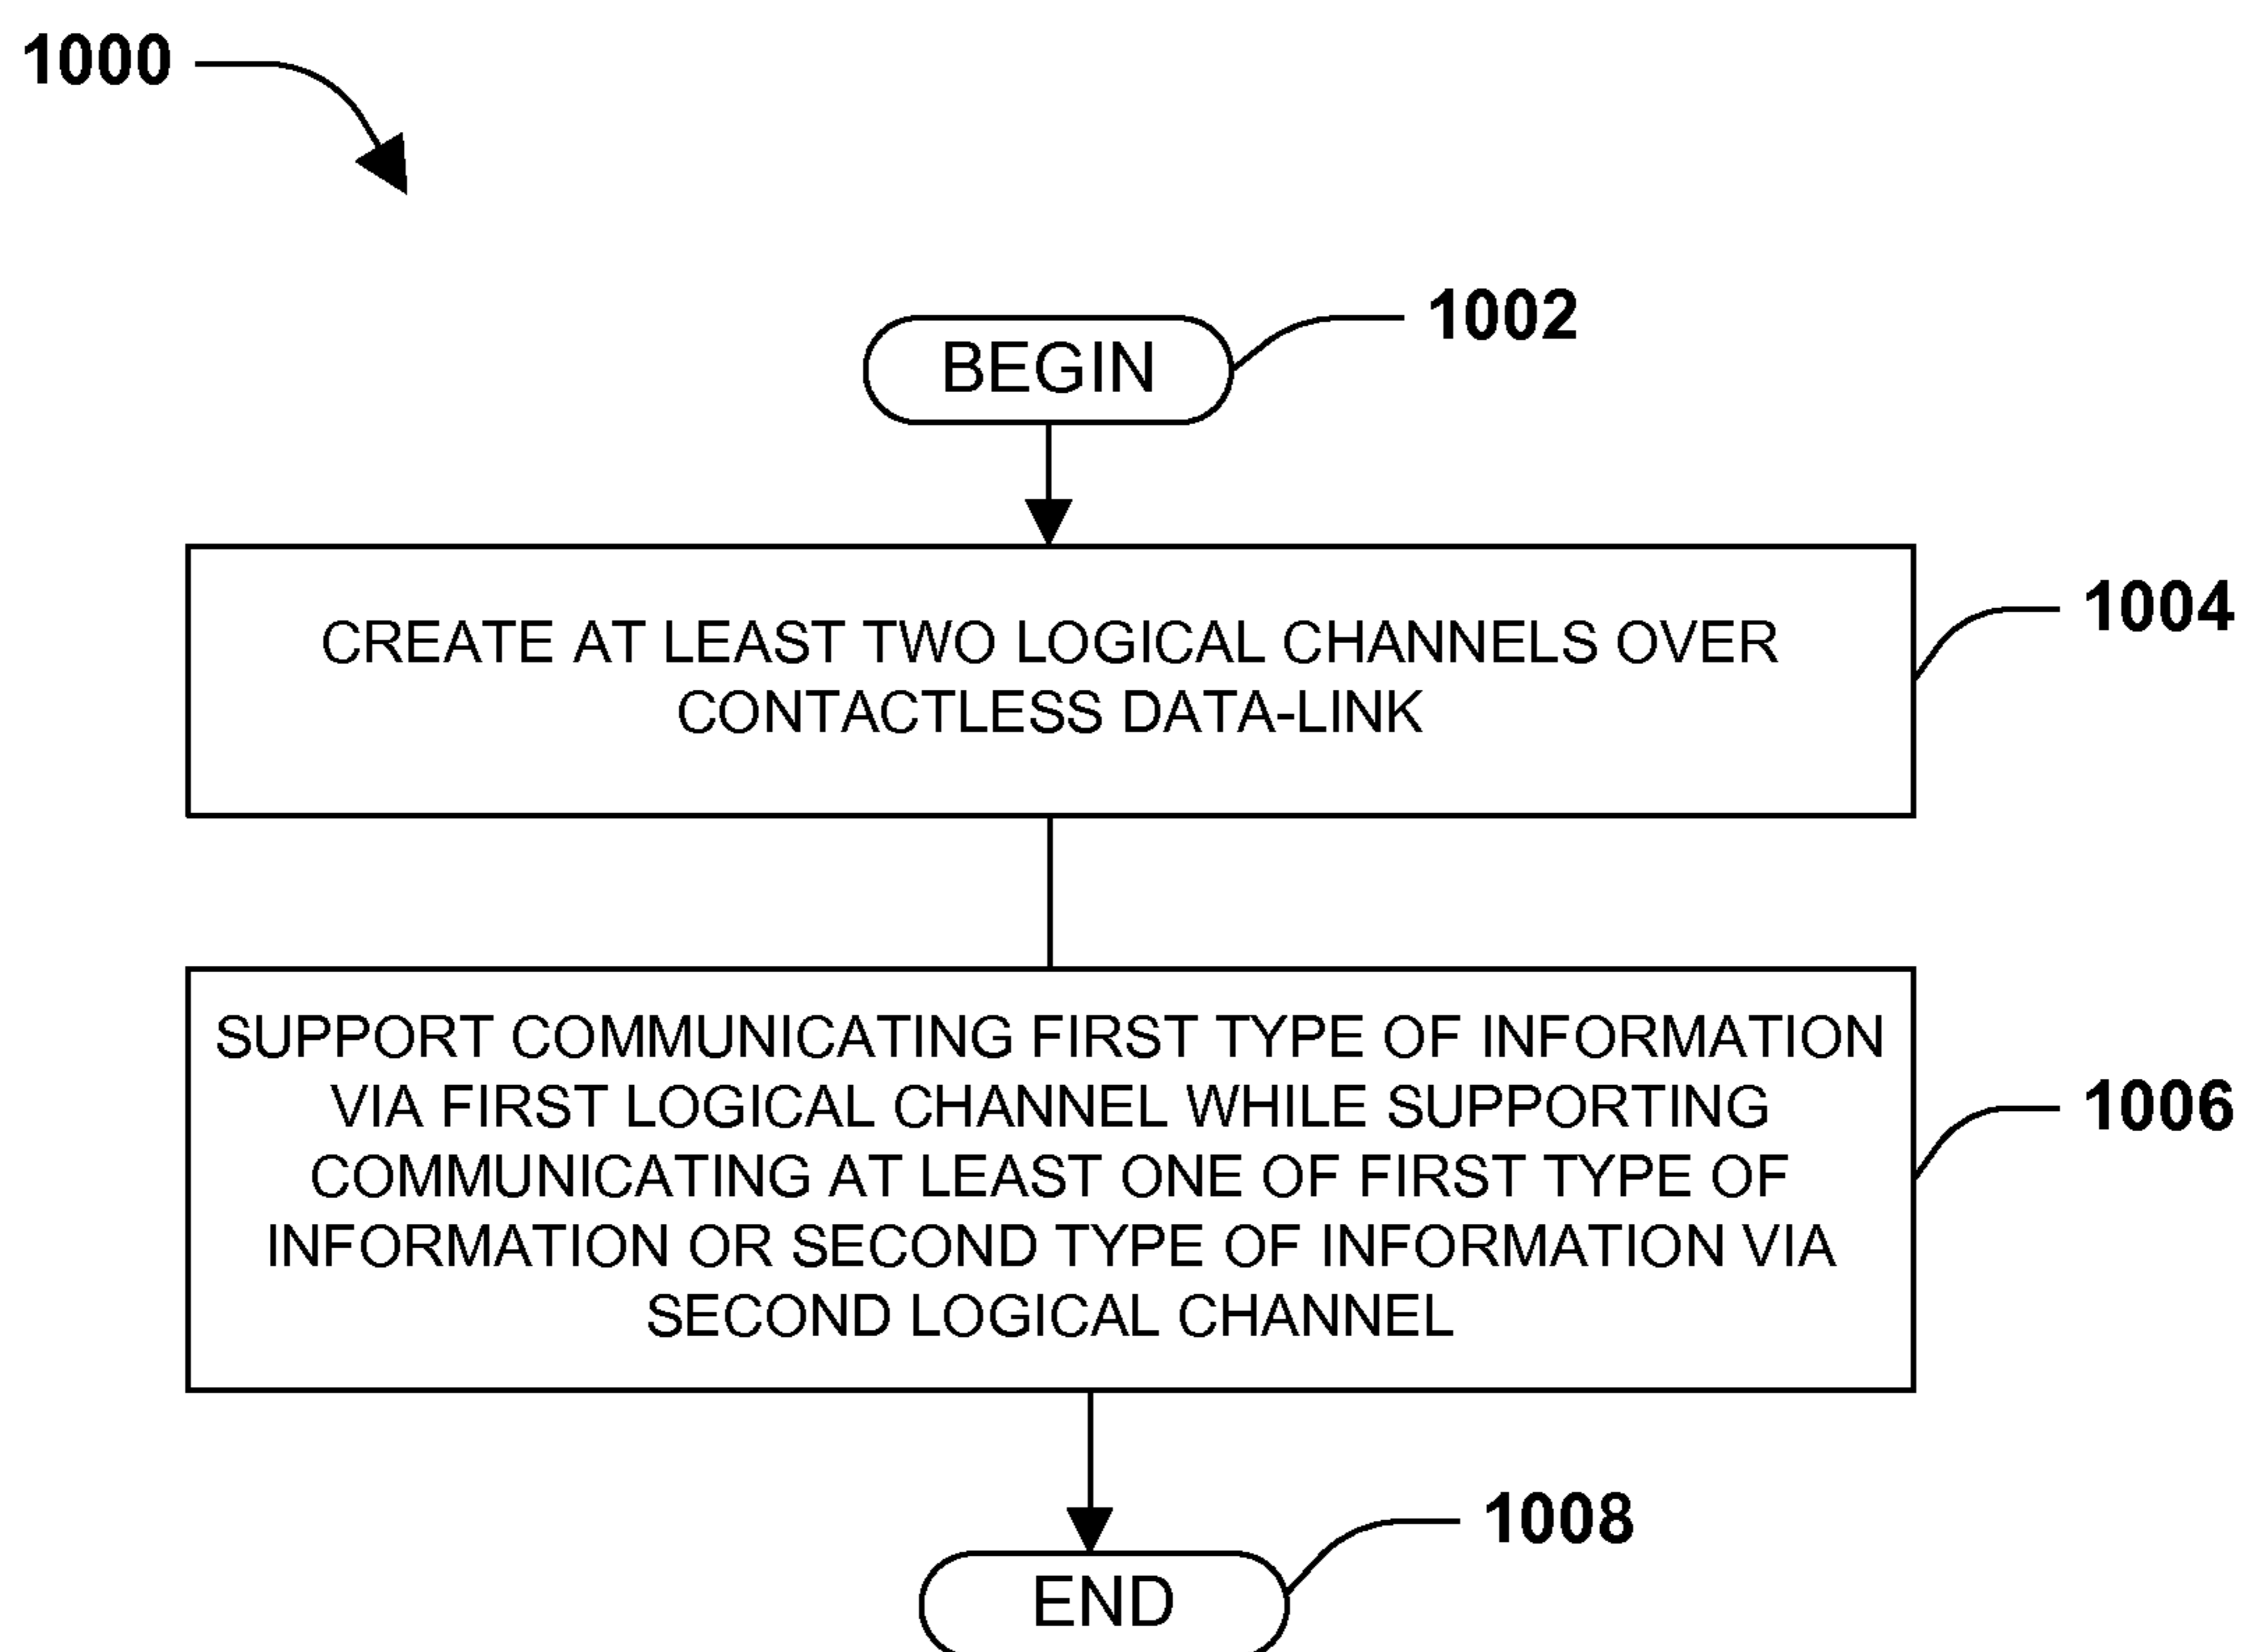 1000
1002
BEGIN
1004
CREATE AT LEAST TWO LOGICAL CHANNELS OVER
CONTACTLESS DATA-LINK
SUPPORT COMMUNICATING FIRST TYPE OF INFORMATION
VIA FIRST LOGICAL CHANNEL WHILE SUPPORTING
COMMUNICATING AT LEAST ONE OF FIRST TYPE OF
INFORMATION OR SECOND TYPE OF INFORMATION VIA
SECOND LOGICAL CHANNEL
1006
1008
END